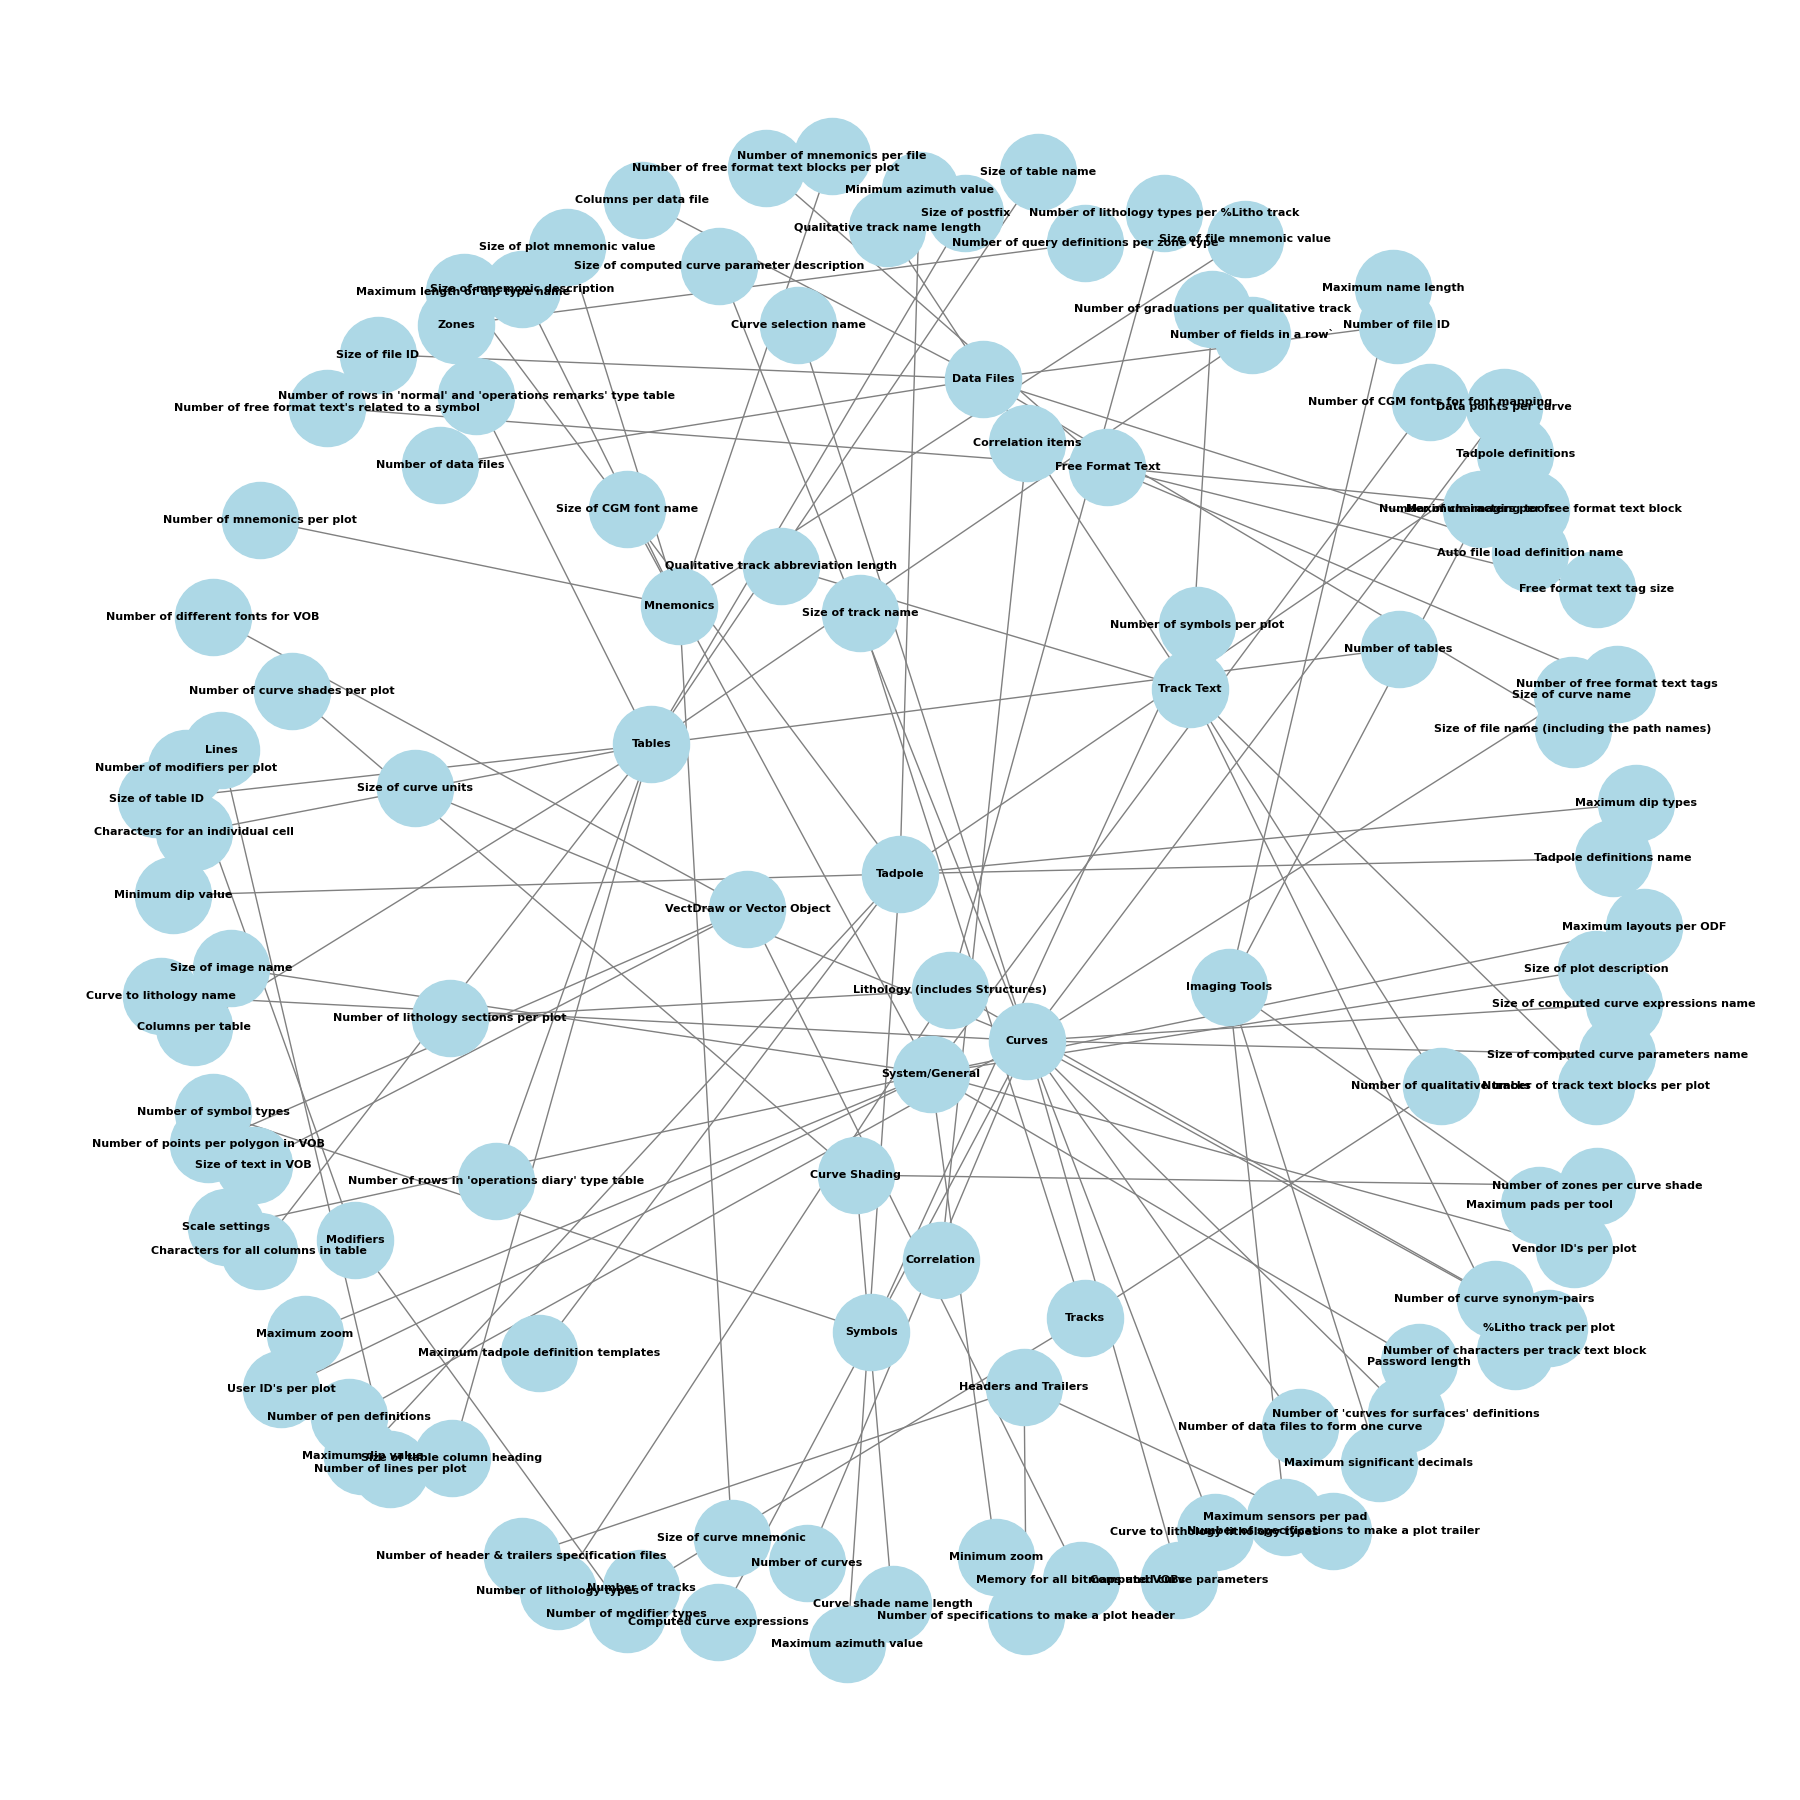 Number of mnemonics per file
Number of free format text blocks per plot
Size of table name
Minimum azimuth value
Columns per data file
Size of postfix
Number of lithology types per %Litho track
Qualitative track name length
Size of file mnemonic value
Number of query definitions per zone type
Size of plot mnemonic value
Size of computed curve parameter description
Maximum name length
Size of mnemonic description
Maximum length of dip type name
Number of graduations per qualitative track
Zones
Curve selection name
Number of file ID
Number of fields in a row`
Size of file ID
Data Files
Number of rows in 'normal' and 'operations remarks' type table
Number of CGM fonts for font mapping
Data points per curve
Number of free format text's related to a symbol
Correlation items
Tadpole definitions
Number of data files
Free Format Text
Size of CGM font name
Number of imaging tools
Maximum characters per free format text block
Number of mnemonics per plot
Auto file load definition name
Qualitative track abbreviation length
Free format text tag size
Mnemonics
Size of track name
Number of different fonts for VOB
Number of symbols per plot
Number of tables
Number of free format text tags
Number of curve shades per plot
Track Text
Size of curve name
Size of file name (including the path names)
Lines
Tables
Number of modifiers per plot
Size of curve units
Size of table ID
Maximum dip types
Characters for an individual cell
Tadpole definitions name
Tadpole
Minimum dip value
VectDraw or Vector Object
Maximum layouts per ODF
Size of image name
Size of plot description
Imaging Tools
Lithology (includes Structures)
Curve to lithology name
Size of computed curve expressions name
Number of lithology sections per plot
Columns per table
Curves
Size of computed curve parameters name
System/General
Number of qualitative tracks
Number of track text blocks per plot
Number of symbol types
Number of points per polygon in VOB
Size of text in VOB
Curve Shading
Number of rows in 'operations diary' type table
Number of zones per curve shade
Maximum pads per tool
Scale settings
Modifiers
Vendor ID's per plot
Characters for all columns in table
Correlation
Number of curve synonym-pairs
Tracks
%Litho track per plot
Symbols
Maximum zoom
Number of characters per track text block
Maximum tadpole definition templates
Password length
User ID's per plot
Headers and Trailers
Number of 'curves for surfaces' definitions
Number of pen definitions
Number of data files to form one curve
Maximum dip value
Size of table column heading
Maximum significant decimals
Number of lines per plot
Maximum sensors per pad
Curve to lithology lithology types
Number of specifications to make a plot trailer
Size of curve mnemonic
Number of header & trailers specification files
Minimum zoom
Number of curves
Memory for all bitmaps und VOBs
Computed curve parameters
Number of tracks
Number of lithology types
Curve shade name length
Number of modifier types
Number of specifications to make a plot header
Computed curve expressions
Maximum azimuth value